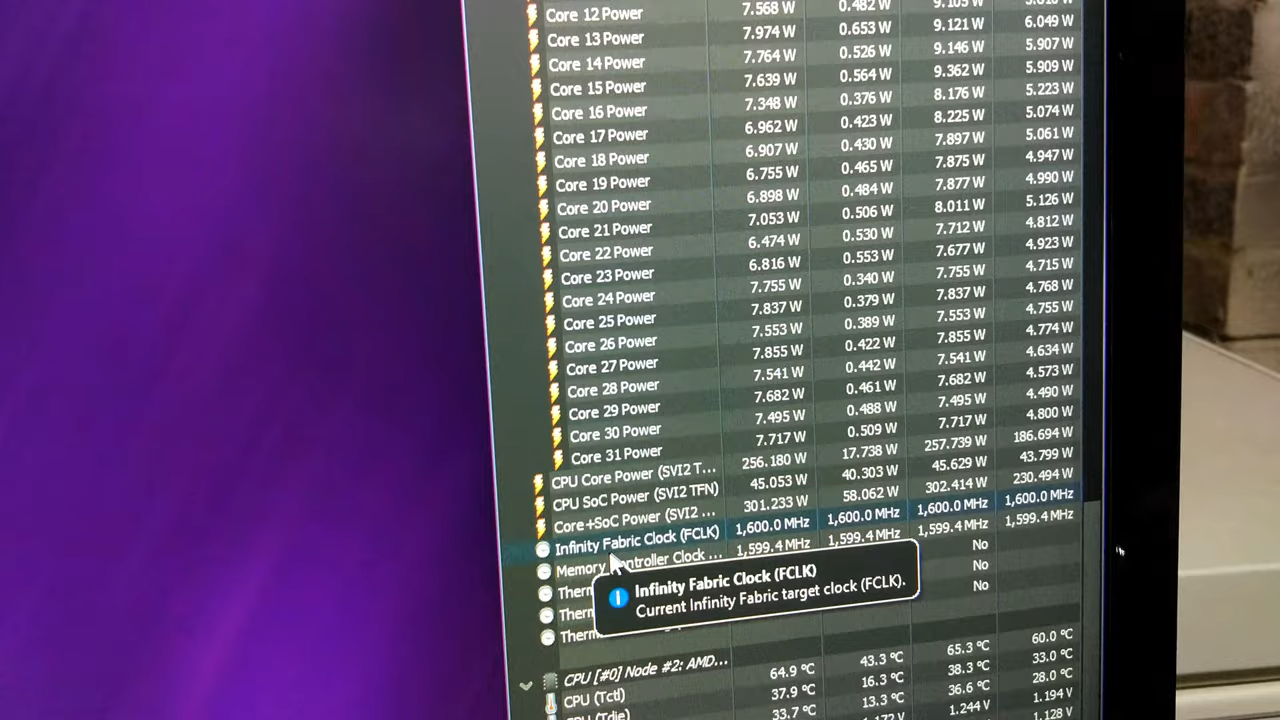 Core 12 Power 7.568 W 0.482 W 9.105 W
Core 13 Power 7.974 W 0.653 W 9.121 W 6.049 W
Core 14 Power 7.764 W 0.526 W 9.146 W 5.907 W
Core 15 Power 7.639 W 0.564 W 9.362 W 5.909 W
Core 16 Power 7.348 W 0.376 W 8.176 W 5.223 W
Core 17 Power 6.962 W 0.423 W 8.225 W 5.074 W
Core 18 Power 6.907 W 0.430 W 7.897 W 5.061 W
Core 19 Power 6.755 W 0.465 W 7.875 W 4.947 W
Core 20 Power 6.898 W 0.484 W 7.877 W 4.990 W
Core 21 Power 7.053 W 0.506 W 8.011 W 5.126 W
Core 22 Power 6.474 W 0.530 W 7.712 W 4.812 W
Core 23 Power 6.816 W 0.553 W 7.677 W 4.923 W
Core 24 Power 7.755 W 0.340 W 7.755 W 4.715 W
Core 25 Power 7.837 W 0.379 W 7.837 W 4.768 W
Core 26 Power 7.553 W 0.389 W 7.553 W 4.755 W
Core 27 Power 7.855 W 0.422 W 7.855 W 4.774 W
Core 28 Power 7.541 W 0.442 W 7.541 W 4.634 W
Core 29 Power 7.682 W 0.461 W 7.682 W 4.573 W
Core 30 Power 7.495 W 0.488 W 7.495 W 4.490 W
Core 31 Power 7.717 W 0.509 W 7.717 W 4.800 W
CPU Core Power (SVI2 T... 256.180 W 17.738 W 257.739 W 186.694 W
CPU SoC Power (SVI2 TFN) 45.053 W 40.303 W 45.629 W 43.799 W
Core+SoC Power (SVI2 ... 301.233 W 58.062 W 302.414 W 230.494 W
Infinity Fabric Clock (FCLK) 1,600.0 MHz 1,600.0 MHz 1,600.0 MHz 1,600.0 MHz
Memory Controller Clock ... 1,599.4 MHz 1,599.4 MHz 1,599.4 MHz 1,599.4 MHz
Therm No
Therm No
Therm No
Infinity Fabric Clock (FCLK)
Current Infinity Fabric target clock (FCLK).
CPU [#0] Node #2: AMD...
CPU (Tctl) 64.9 °C 43.3 °C 65.3 °C 60.0 °C
CPU (Tdie) 37.9 °C 16.3 °C 38.3 °C 33.0 °C
33.7 °C 13.3 °C 36.6 °C 28.0 °C
1.172 V 1.244 V 1.194 V
1.128 V